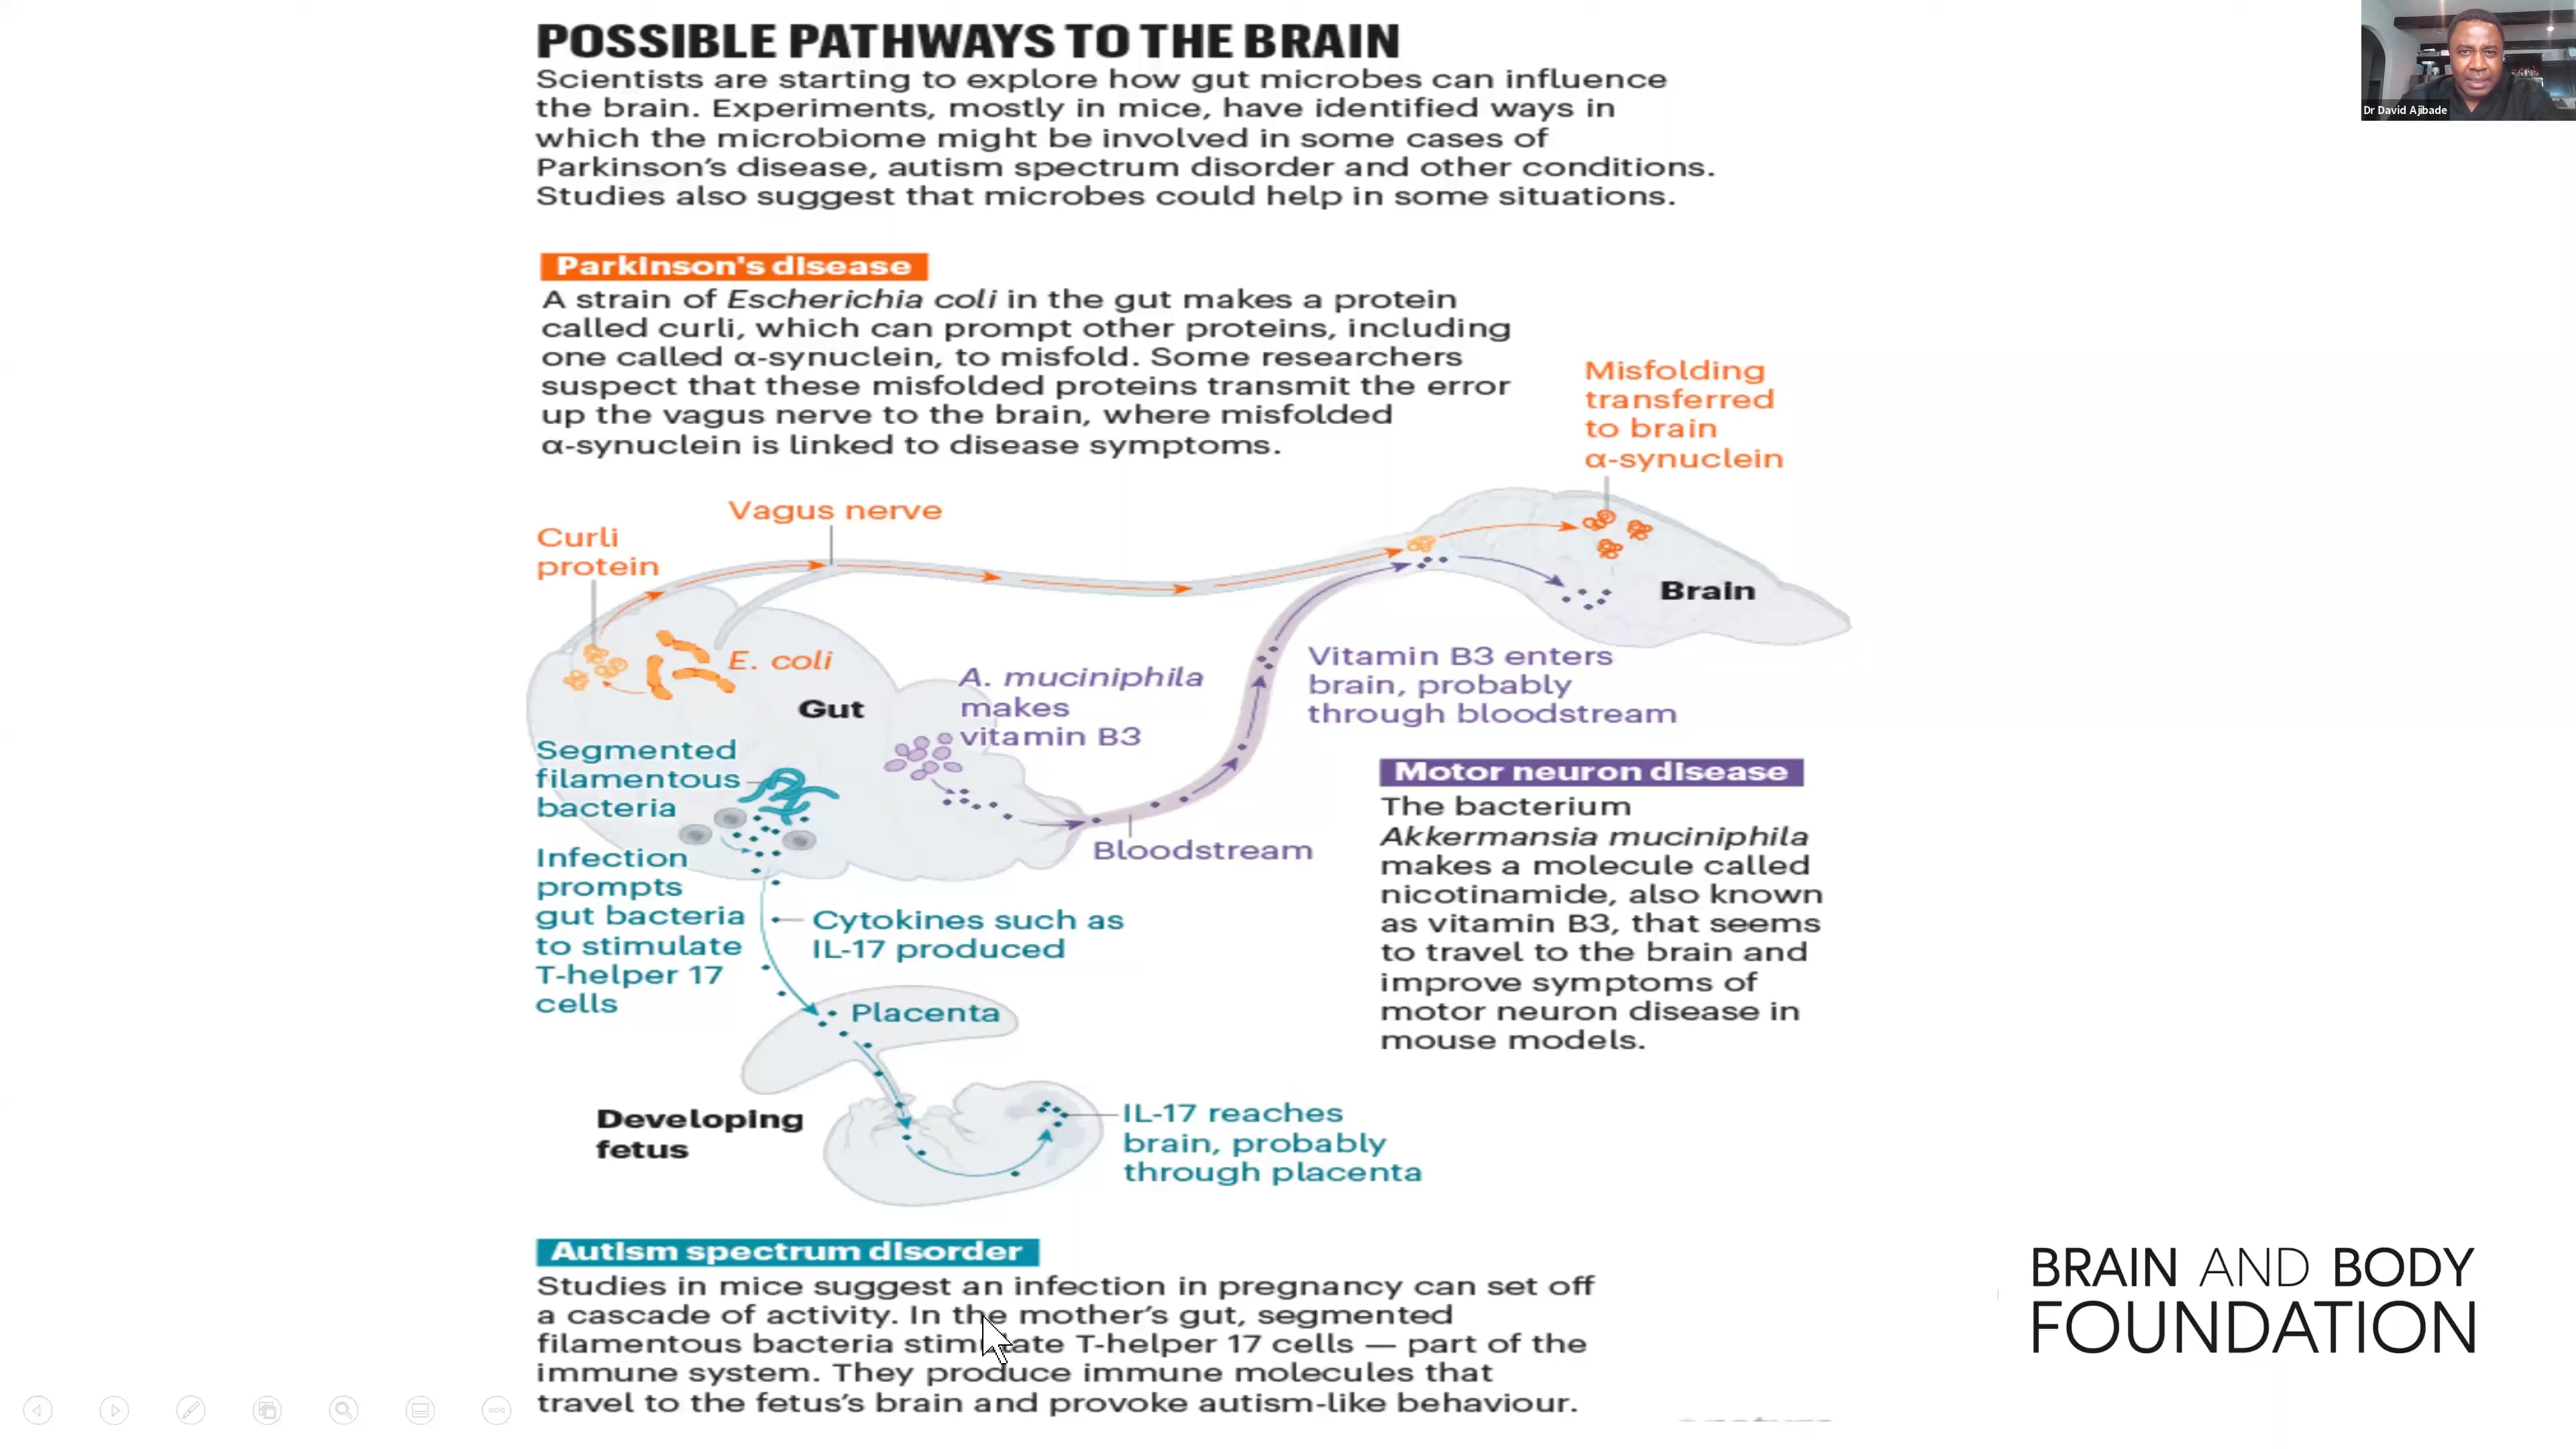 POSSIBLE PATHWAYS TO THE BRAIN
Scientists are starting to explore how gut microbes can influence
the brain. Experiments, mostly in mice, have identified ways in
which the microbiome might be involved in some cases of
Parkinson's disease, autism spectrum disorder and other conditions.
Studies also suggest that microbes could help in some situations.
Dr David Ajibade
Parkinson's disease
A strain of Escherichia coli in the gut makes a protein
called curli, which can prompt other proteins, including
one called α-synuclein, to misfold. Some researchers
suspect that these misfolded proteins transmit the error
up the vagus nerve to the brain, where misfolded
α-synuclein is linked to disease symptoms.
Misfolding
transferred
to brain
α-synuclein
Vagus nerve
Curli
protein
Brain
E. coli
Gut
A. muciniphila
makes
vitamin B3
Vitamin B3 enters
brain, probably
through bloodstream
Segmented
filamentous
bacteria
Bloodstream
Motor neuron disease
The bacterium
Akkermansia muciniphila
makes a molecule called
nicotinamide, also known
as vitamin B3, that seems
to travel to the brain and
improve symptoms of
motor neuron disease in
mouse models.
Infection
prompts
gut bacteria
to stimulate
T-helper 17
cells
Cytokines such as
IL-17 produced
Placenta
Developing
fetus
IL-17 reaches
brain, probably
through placenta
Autism spectrum disorder
Studies in mice suggest an infection in pregnancy can set off
a cascade of activity. In the mother's gut, segmented
filamentous bacteria stimulate T-helper 17 cells — part of the
immune system. They produce immune molecules that
travel to the fetus's brain and provoke autism-like behaviour.
BRAIN AND BODY
FOUNDATION